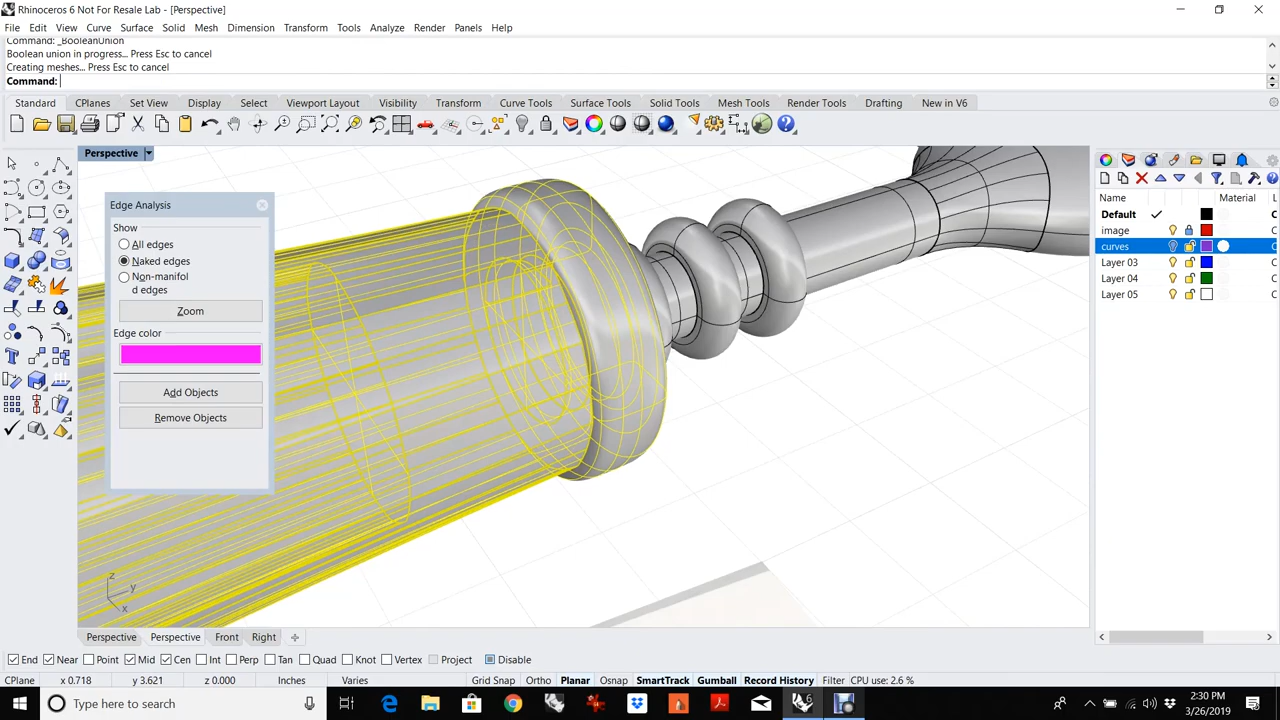 Rhinoceros 6 Not For Resale Lab - [Perspective]
File Edit View Curve Surface Solid Mesh Dimension Transform Tools Analyze Render Panels Help
Command: _BooleanUnion
Boolean union in progress... Press Esc to cancel
Creating meshes... Press Esc to cancel
Command:
Standard CPlanes Set View Display Select Viewport Layout Visibility Transform Curve Tools Surface Tools Solid Tools Mesh Tools Render Tools Drafting New in V6
Perspective
Edge Analysis
Show
All edges
Naked edges
Non-manifol
d edges
Zoom
Edge color
Add Objects
Remove Objects
Name Material L
Default C
image C
curves C
Layer 03 C
Layer 04 C
Layer 05 C
z
y
x
Perspective Perspective Front Right
End Near Point Mid Cen Int Perp Tan Quad Knot Vertex Project Disable
CPlane x 0.718 y 3.621 z 0.000 Inches Varies Grid Snap Ortho Planar Osnap SmartTrack Gumball Record History Filter CPU use: 2.6 %
Type here to search
2:30 PM
3/26/2019